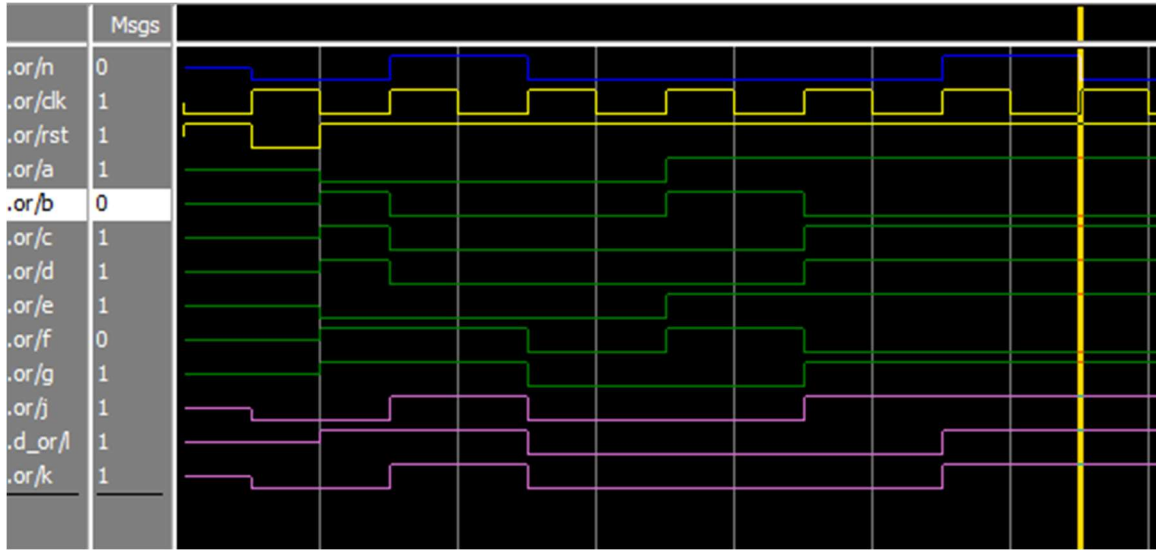 Msgs
.or/n 0
.or/clk 1
.or/rst 1
.or/a 1
.or/b 0
.or/c 1
.or/d 1
.or/e 1
.or/f 0
.or/g 1
.or/j 1
.d_or/l 1
.or/k 1